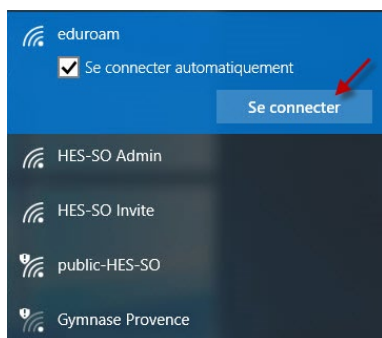 eduroam
Se connecter automatiquement
Se connecter
HES-SO Admin
HES-SO Invite
public-HES-SO
Gymnase Provence